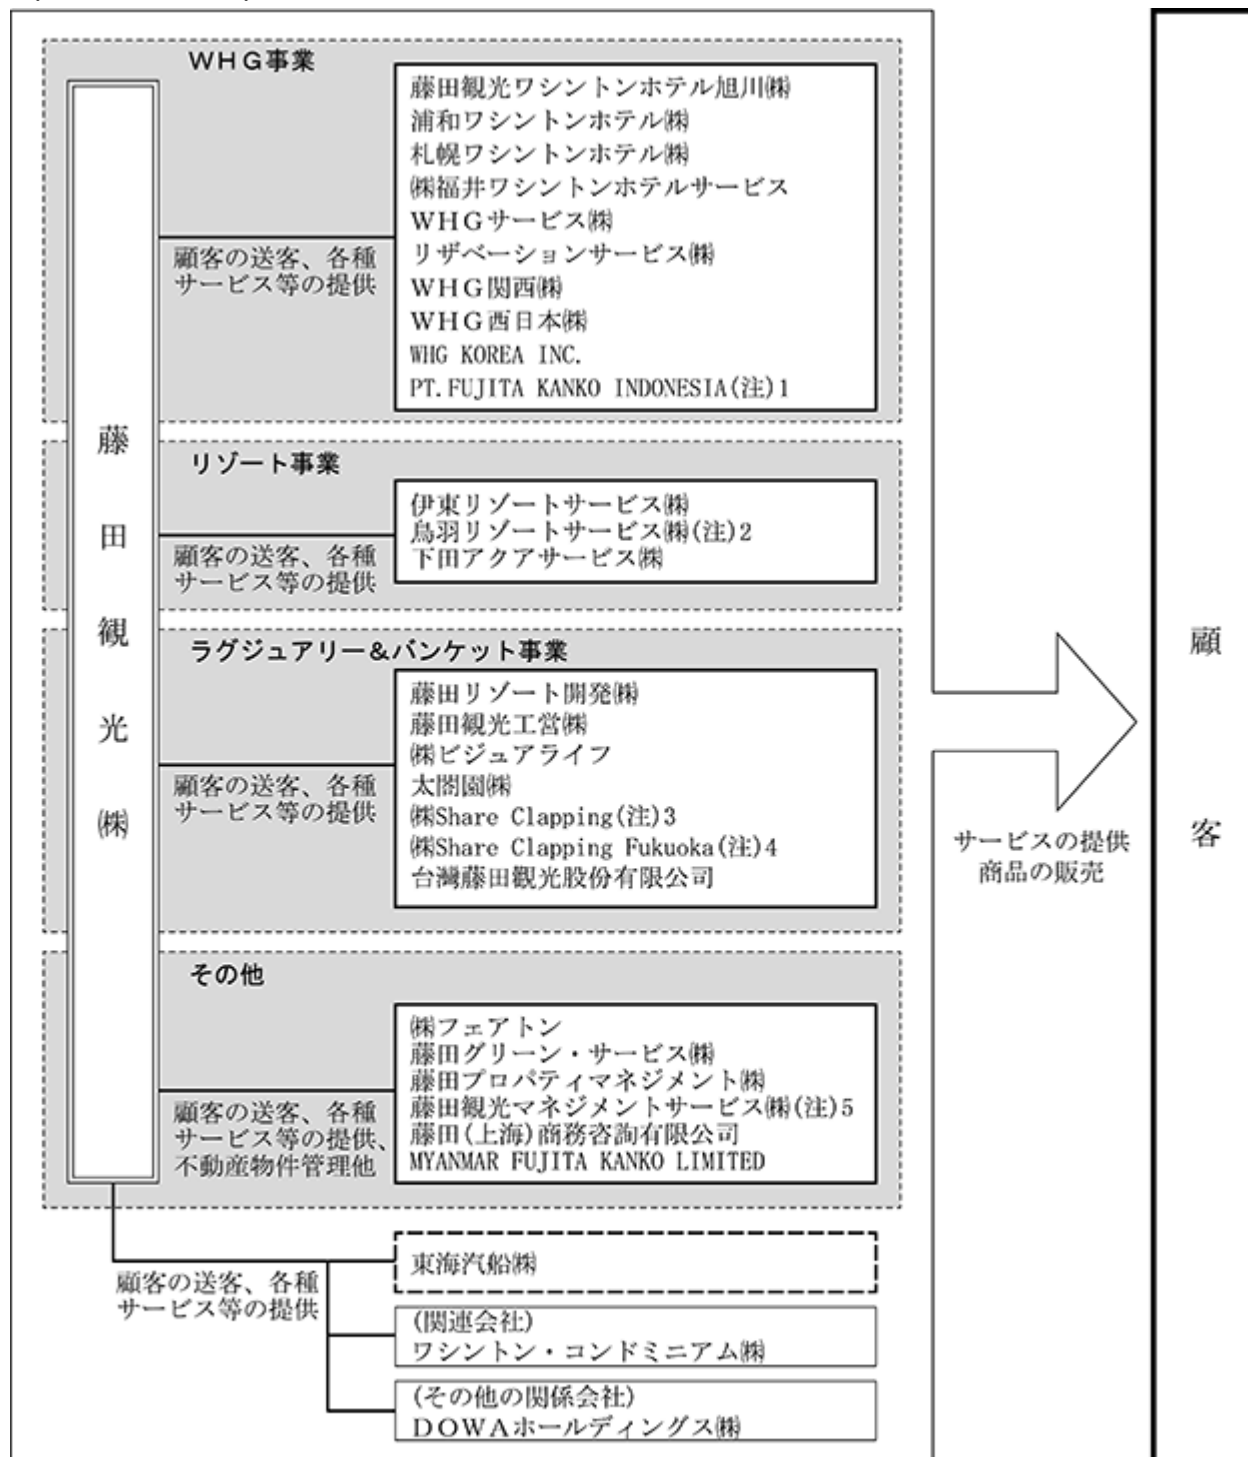 WHG事業
藤田観光ワシントンホテル旭川㈱
浦和ワシントンホテル㈱
札幌ワシントンホテル㈱
㈱福井ワシントンホテルサービス
WHGサービス㈱
リザベーションサービス㈱
WHG関西㈱
WHG西日本㈱
WHG KOREA INC.
PT.FUJITA KANKO INDONESIA(注)1
顧客の送客、各種
サービス等の提供
藤田観光㈱
リゾート事業
伊東リゾートサービス㈱
鳥羽リゾートサービス㈱(注)2
下田アクアサービス㈱
顧客の送客、各種
サービス等の提供
ラグジュアリー&バンケット事業
藤田リゾート開発㈱
藤田観光工営㈱
㈱ビジュアライフ
太閤園㈱
㈱Share Clapping(注)3
㈱Share Clapping Fukuoka(注)4
台灣藤田觀光股份有限公司
顧客の送客、各種
サービス等の提供
その他
㈱フェアトン
藤田グリーン・サービス㈱
藤田プロパティマネジメント㈱
藤田観光マネジメントサービス㈱(注)5
藤田(上海)商務咨詢有限公司
MYANMAR FUJITA KANKO LIMITED
顧客の送客、各種
サービス等の提供、
不動産物件管理他
東海汽船㈱
顧客の送客、各種
サービス等の提供
(関連会社)
ワシントン・コンドミニアム㈱
(その他の関係会社)
DOWAホールディングス㈱
サービスの提供
商品の販売
顧客